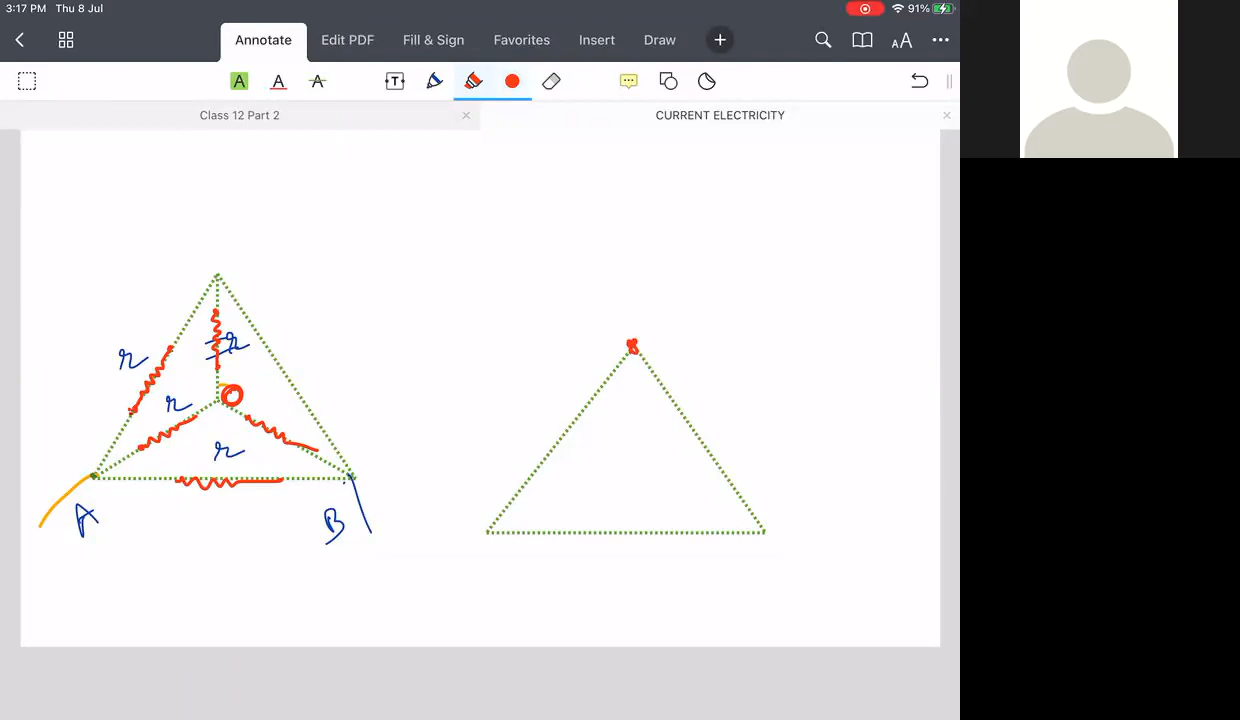 3:17 PM Thu 8 Jul
91%
Annotate Edit PDF Fill & Sign Favorites Insert Draw
AA
A A A T
Class 12 Part 2
CURRENT ELECTRICITY
r
r
r
r
O
A
B